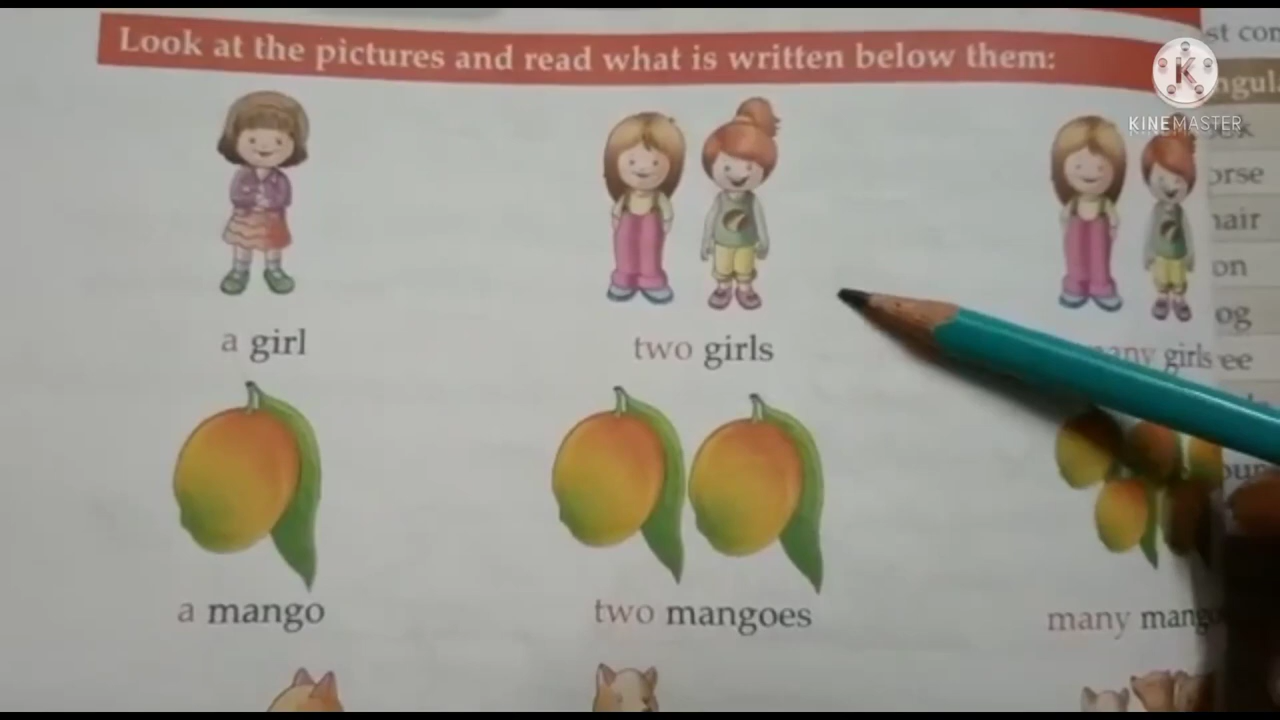 Look at the pictures and read what is written below them:
KINEMASTER
a girl
two girls
many girls
a mango
two mangoes
many